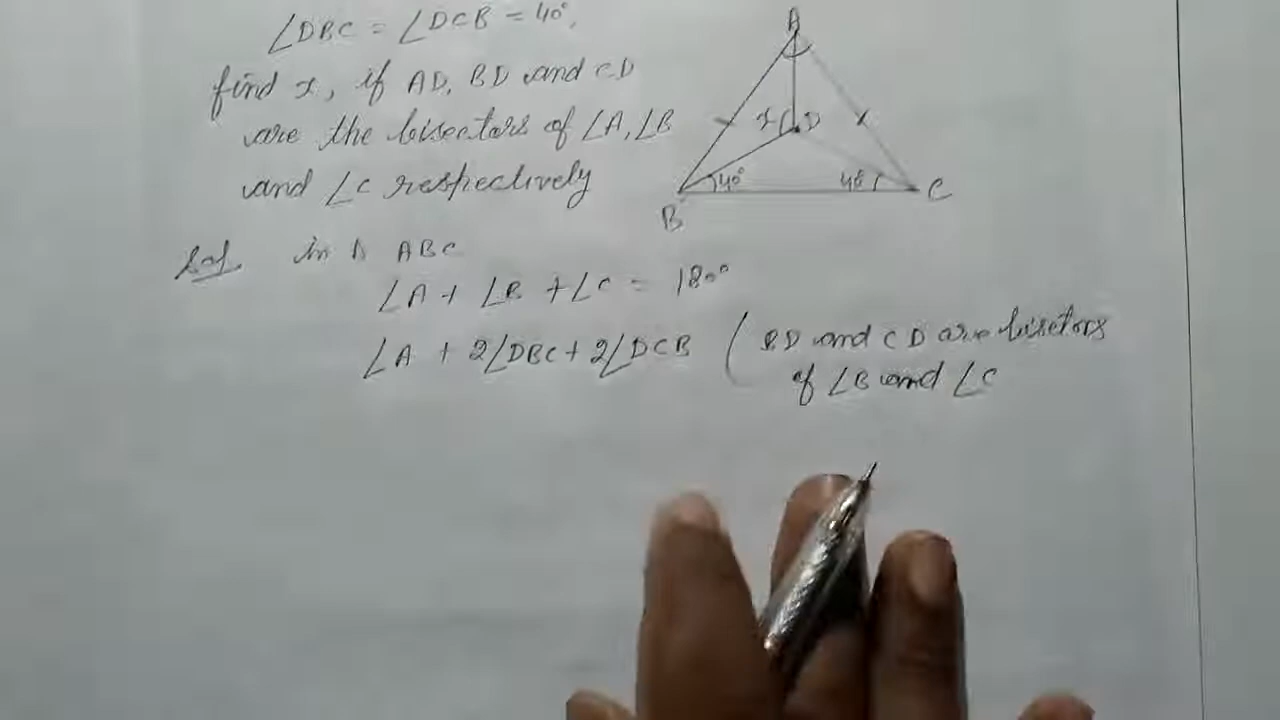 ∠DBC = ∠DCB = 40°,
find x, if AD, BD and CD
are the bisectors of ∠A, ∠B
and ∠C respectively
A
x
D
40°
40°
B
C
Sol in Δ ABC
∠A + ∠B + ∠C = 180°
∠A + 2∠DBC + 2∠DCB ( BD and CD are bisectors
of ∠B and ∠C